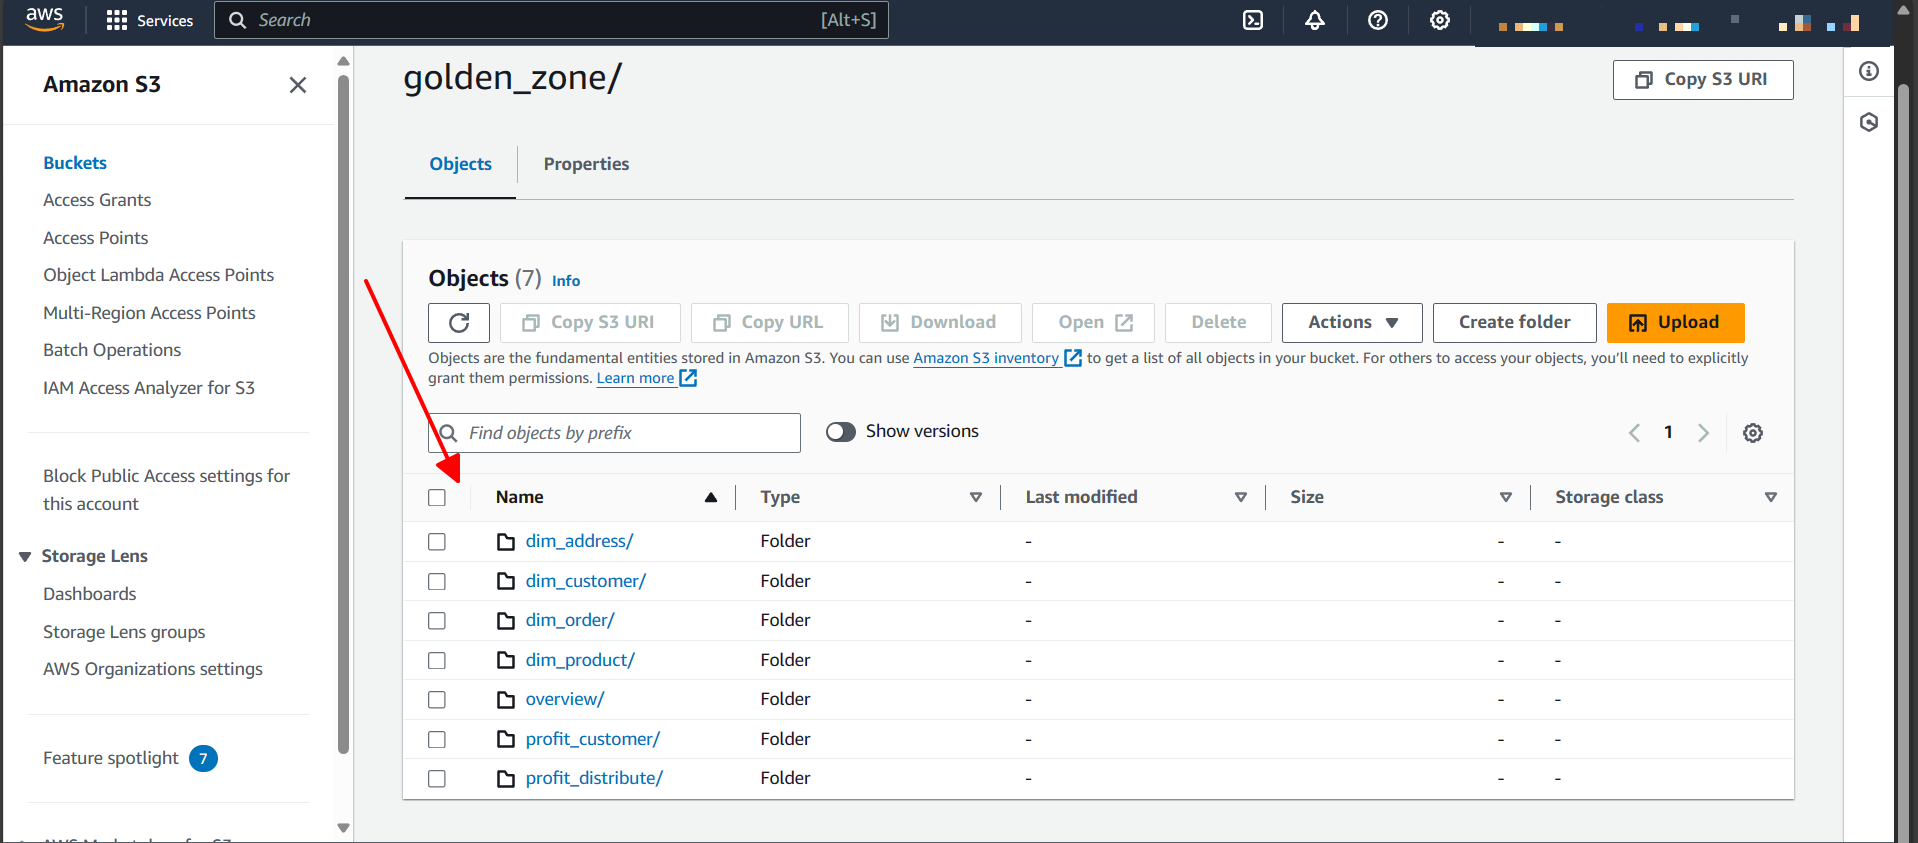 aws
Services
Search
[Alt+S]
Amazon S3
Buckets
Access Grants
Access Points
Object Lambda Access Points
Multi-Region Access Points
Batch Operations
IAM Access Analyzer for S3
Block Public Access settings for
this account
Storage Lens
Dashboards
Storage Lens groups
AWS Organizations settings
Feature spotlight 7
golden_zone/
Copy S3 URI
Objects
Properties
Objects (7) Info
Copy S3 URI
Copy URL
Download
Open
Delete
Actions
Create folder
Upload
Objects are the fundamental entities stored in Amazon S3. You can use Amazon S3 inventory to get a list of all objects in your bucket. For others to access your objects, you'll need to explicitly
grant them permissions. Learn more
Find objects by prefix
Show versions
1
Name Type Last modified Size Storage class
dim_address/ Folder - - -
dim_customer/ Folder - - -
dim_order/ Folder - - -
dim_product/ Folder - - -
overview/ Folder - - -
profit_customer/ Folder - - -
profit_distribute/ Folder - - -